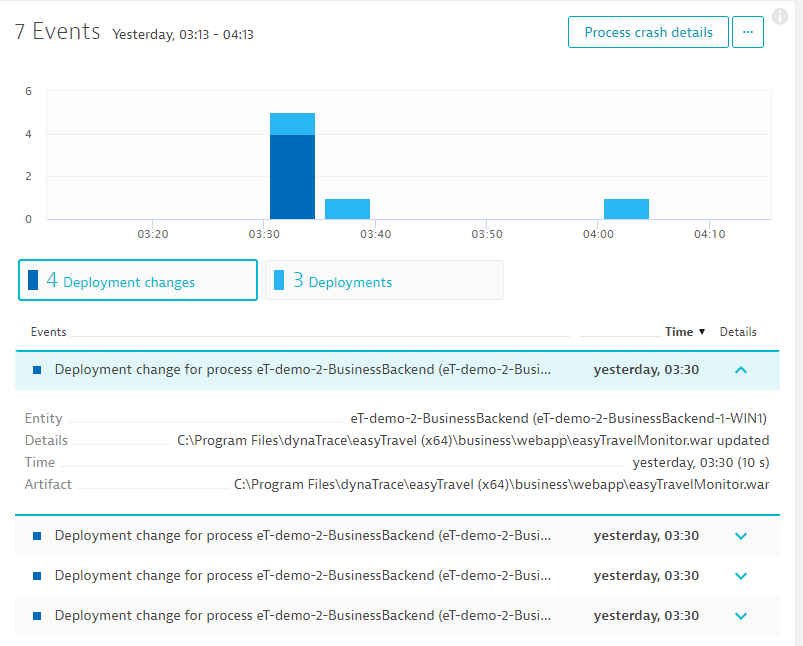 7 Events Yesterday, 03:13 - 04:13 Process crash details ...
i
6
4
2
0
03:20 03:30 03:40 03:50 04:00 04:10
4 Deployment changes 3 Deployments
Events Time ▼ Details
Deployment change for process eT-demo-2-BusinessBackend (eT-demo-2-Busi... yesterday, 03:30
Entity eT-demo-2-BusinessBackend (eT-demo-2-BusinessBackend-1-WIN1)
Details C:\Program Files\dynaTrace\easyTravel (x64)\business\webapp\easyTravelMonitor.war updated
Time yesterday, 03:30 (10 s)
Artifact C:\Program Files\dynaTrace\easyTravel (x64)\business\webapp\easyTravelMonitor.war
Deployment change for process eT-demo-2-BusinessBackend (eT-demo-2-Busi... yesterday, 03:30
Deployment change for process eT-demo-2-BusinessBackend (eT-demo-2-Busi... yesterday, 03:30
Deployment change for process eT-demo-2-BusinessBackend (eT-demo-2-Busi... yesterday, 03:30